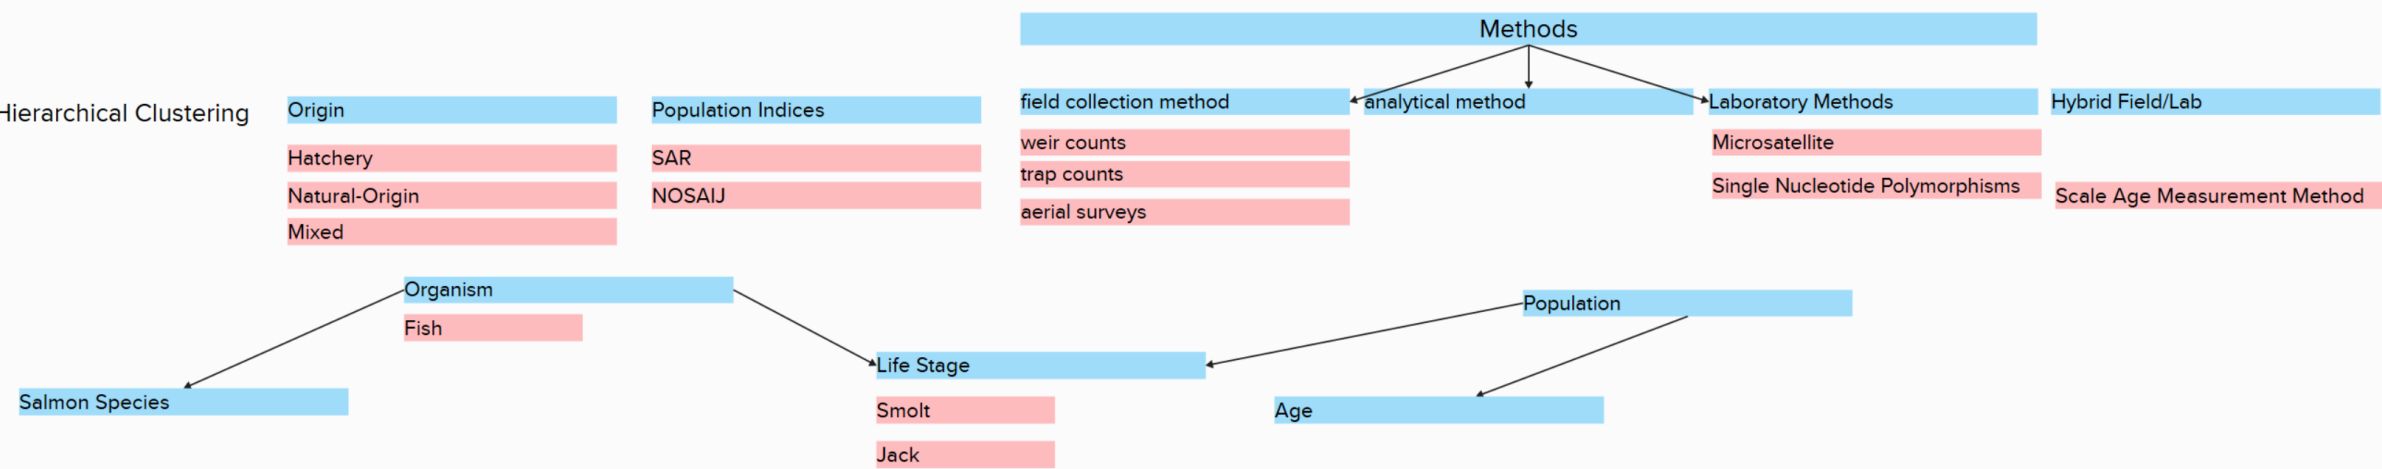 Methods
Hierarchical Clustering
Origin
Population Indices
field collection method
analytical method
Laboratory Methods
Hybrid Field/Lab
Hatchery
Natural-Origin
Mixed
SAR
NOSAIJ
weir counts
trap counts
aerial surveys
Microsatellite
Single Nucleotide Polymorphisms
Scale Age Measurement Method
Organism
Fish
Population
Life Stage
Salmon Species
Smolt
Jack
Age